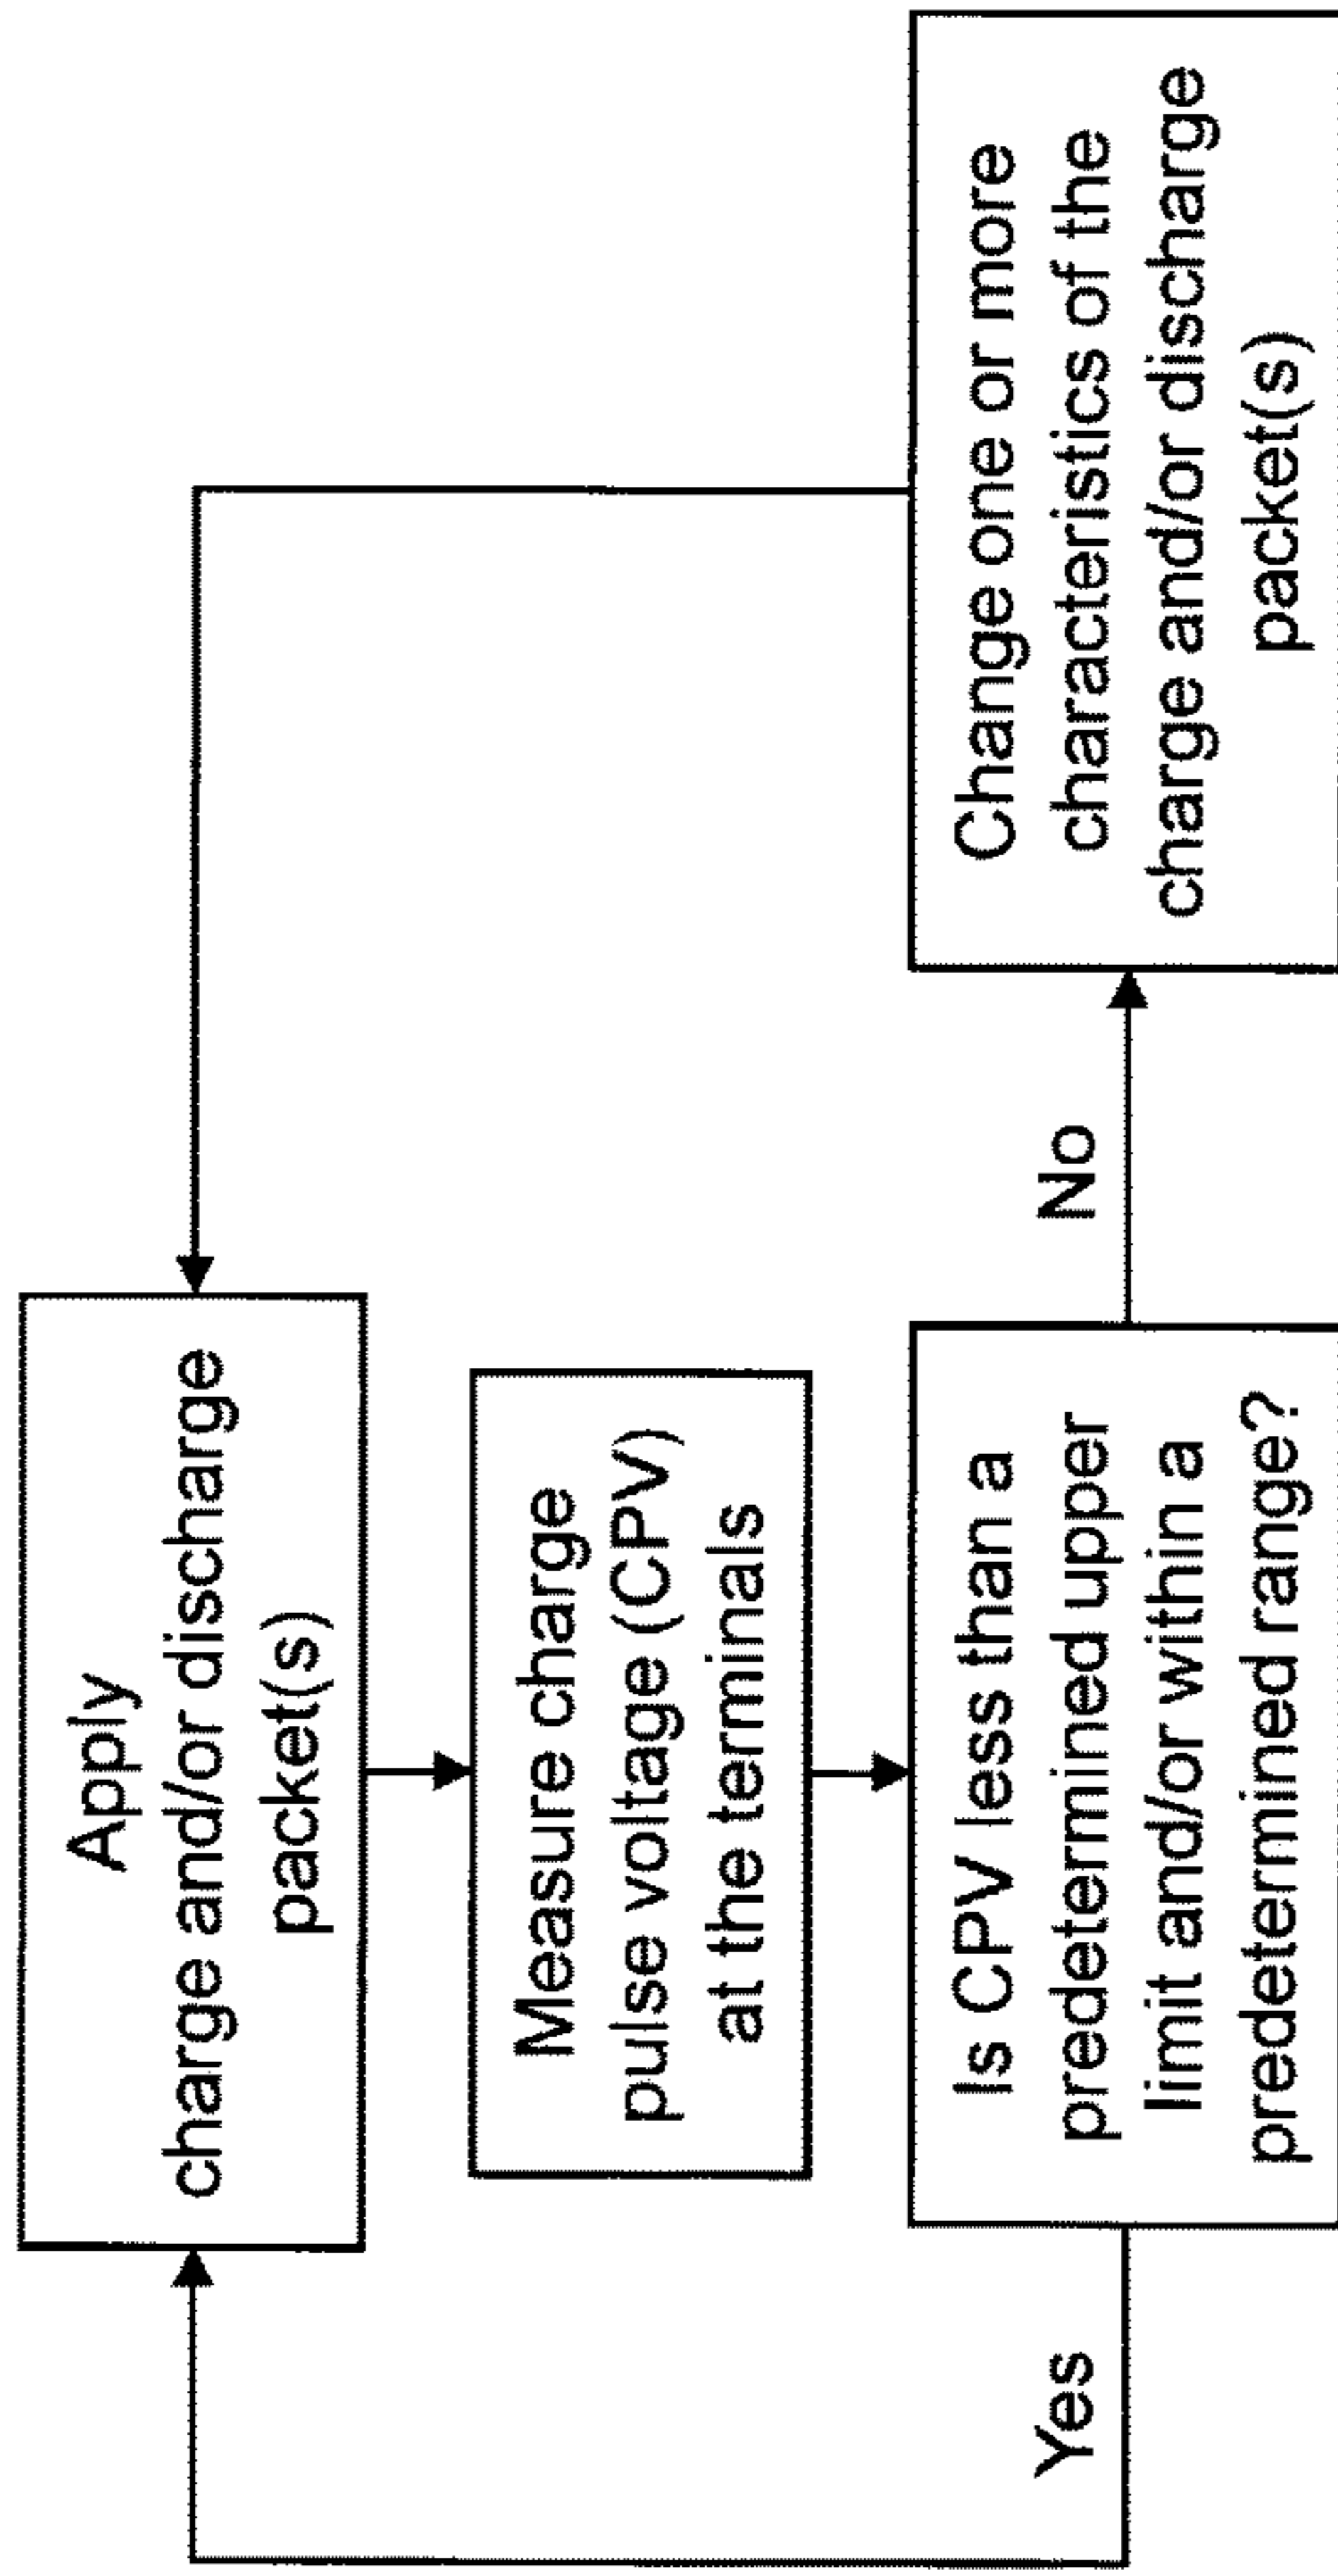 Apply
charge and/or discharge
packet(s)
Measure charge
pulse voltage (CPV)
at the terminals
Is CPV less than a
predetermined upper
limit and/or within a
predetermined range?
Yes
No
Change one or more
characteristics of the
charge and/or discharge
packet(s)